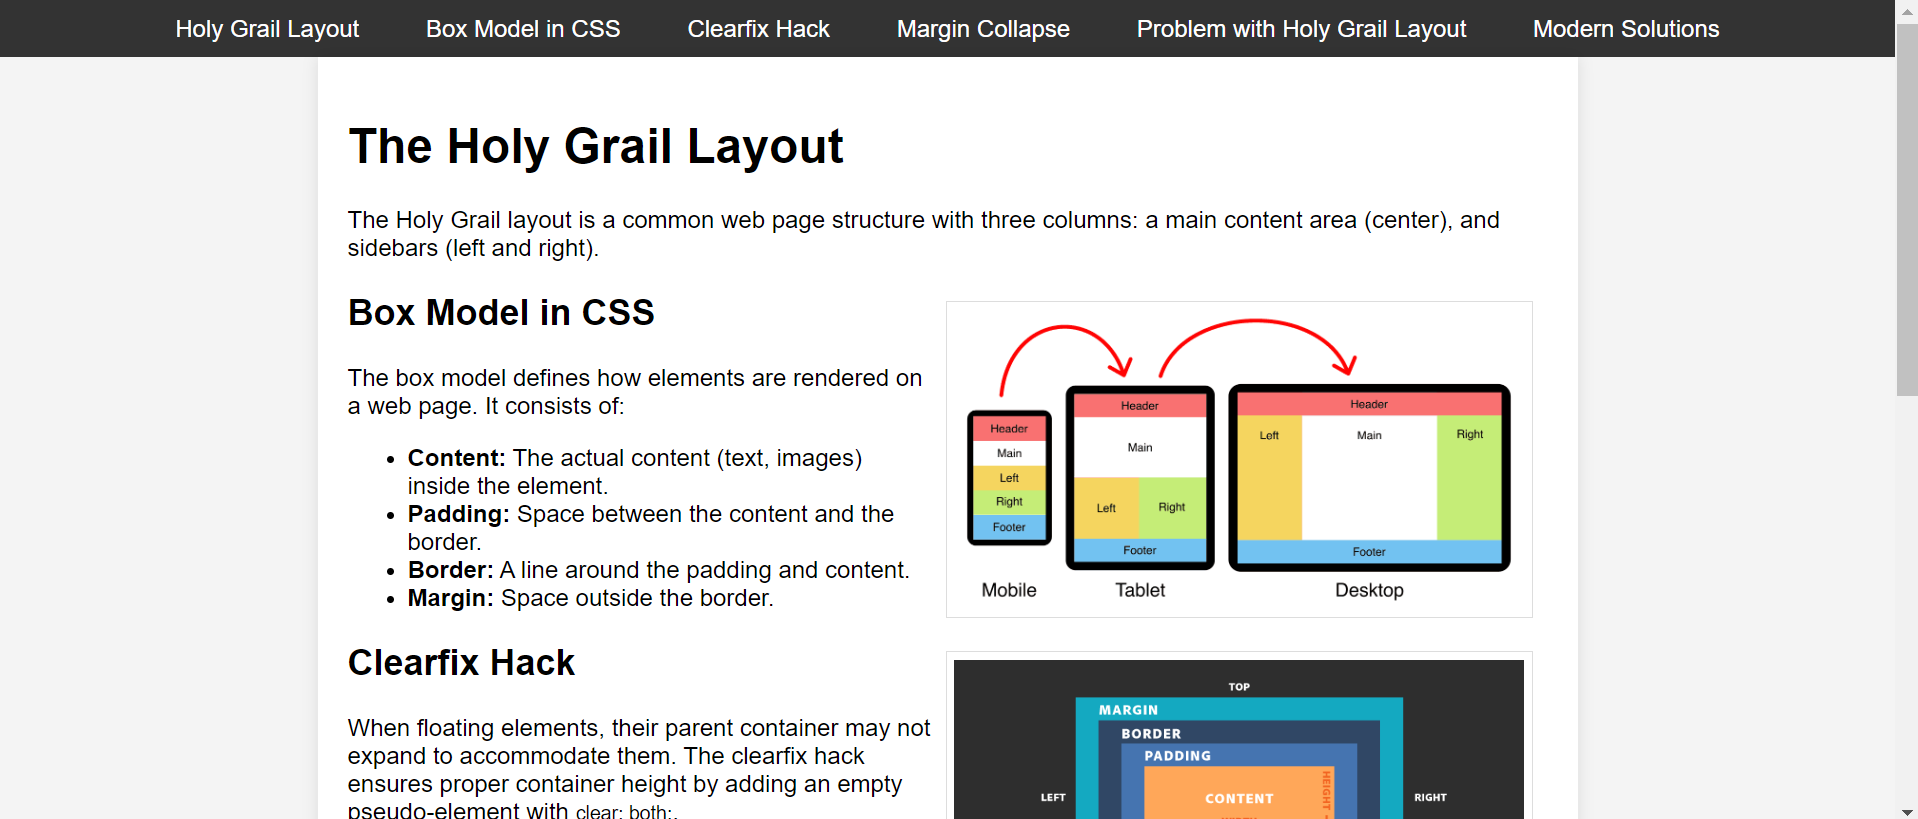 Holy Grail Layout Box Model in CSS Clearfix Hack Margin Collapse Problem with Holy Grail Layout Modern Solutions
The Holy Grail Layout
The Holy Grail layout is a common web page structure with three columns: a main content area (center), and
sidebars (left and right).
Box Model in CSS
The box model defines how elements are rendered on
a web page. It consists of:
• Content: The actual content (text, images)
inside the element.
• Padding: Space between the content and the
border.
• Border: A line around the padding and content.
• Margin: Space outside the border.
Header
Main
Left
Right
Footer
Mobile
Header
Main
Left Right
Footer
Tablet
Header
Left Main Right
Footer
Desktop
Clearfix Hack
When floating elements, their parent container may not
expand to accommodate them. The clearfix hack
ensures proper container height by adding an empty
pseudo-element with clear: both;.
TOP
MARGIN
BORDER
PADDING
LEFT CONTENT HEIGHT RIGHT